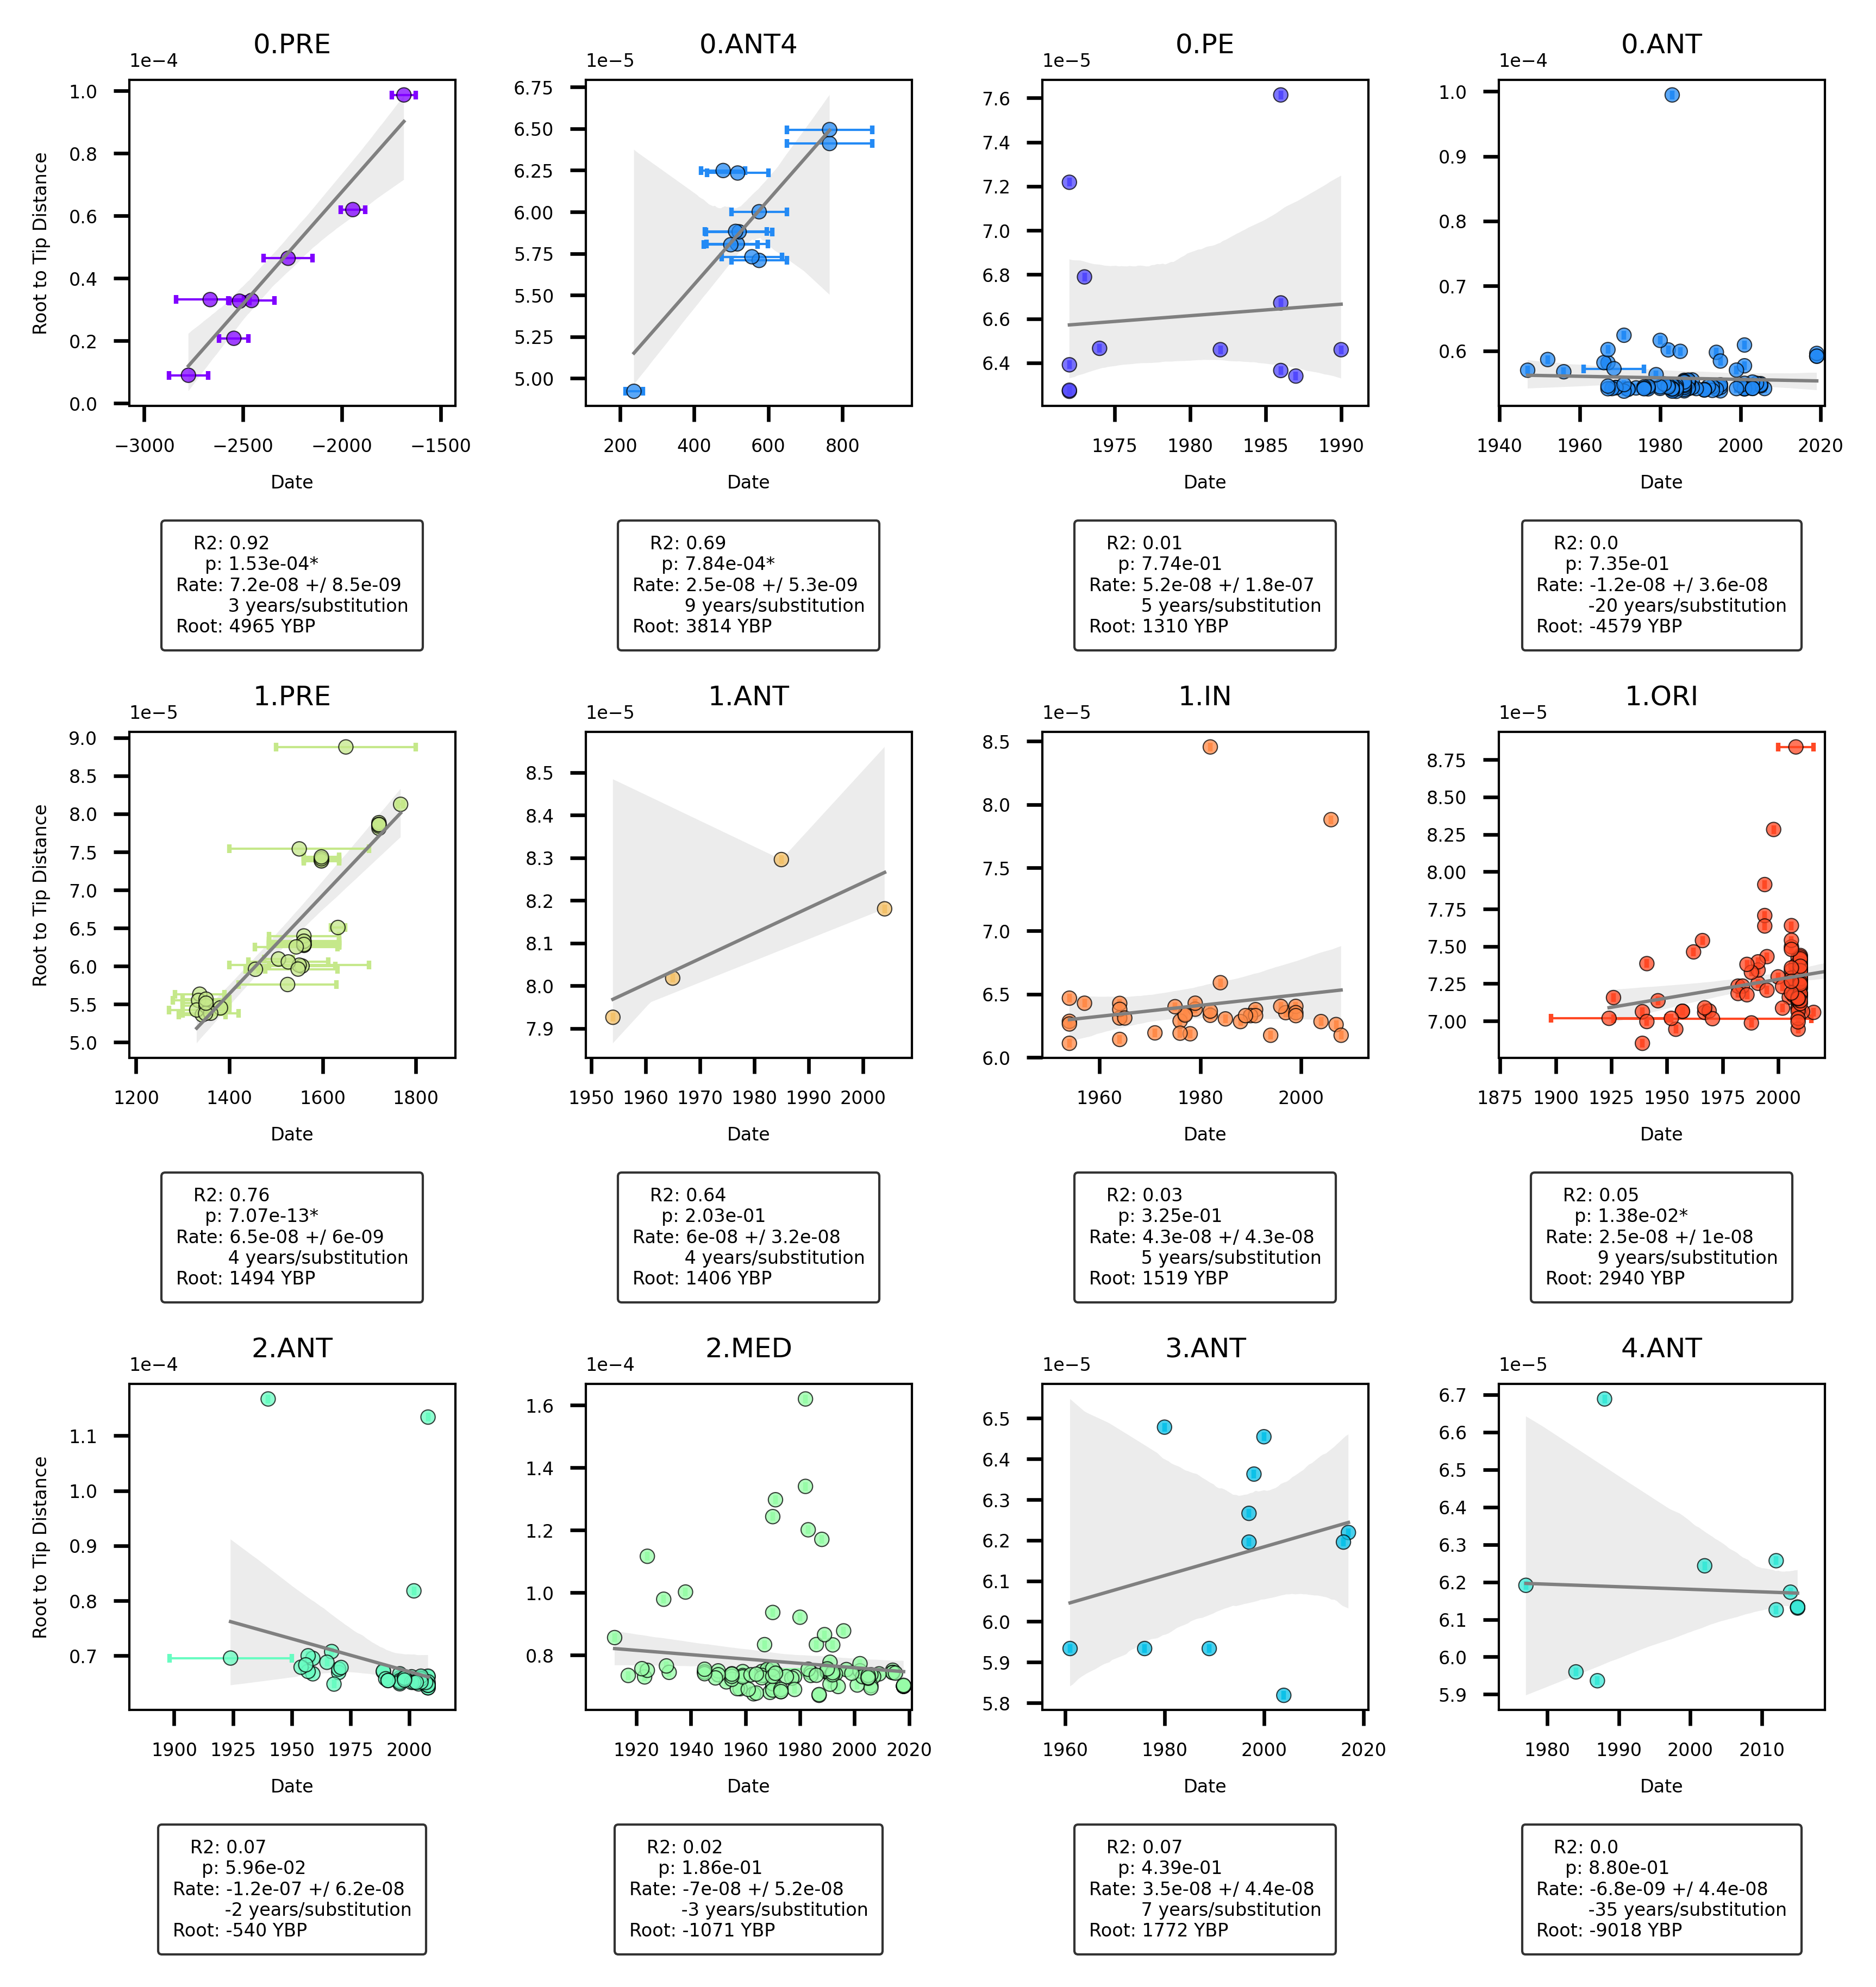 0.PRE
1e−4
1.0
0.8
0.6
0.4
0.2
0.0
Root to Tip Distance
−3000 −2500 −2000 −1500
Date
R2: 0.92
p: 1.53e-04*
Rate: 7.2e-08 +/ 8.5e-09
3 years/substitution
Root: 4965 YBP
0.ANT4
1e−5
6.75
6.50
6.25
6.00
5.75
5.50
5.25
5.00
200 400 600 800
Date
R2: 0.69
p: 7.84e-04*
Rate: 2.5e-08 +/ 5.3e-09
9 years/substitution
Root: 3814 YBP
0.PE
1e−5
7.6
7.4
7.2
7.0
6.8
6.6
6.4
1975 1980 1985 1990
Date
R2: 0.01
p: 7.74e-01
Rate: 5.2e-08 +/ 1.8e-07
5 years/substitution
Root: 1310 YBP
0.ANT
1e−4
1.0
0.9
0.8
0.7
0.6
1940 1960 1980 2000 2020
Date
R2: 0.0
p: 7.35e-01
Rate: -1.2e-08 +/ 3.6e-08
-20 years/substitution
Root: -4579 YBP
1.PRE
1e−5
9.0
8.5
8.0
7.5
7.0
6.5
6.0
5.5
5.0
Root to Tip Distance
1200 1400 1600 1800
Date
R2: 0.76
p: 7.07e-13*
Rate: 6.5e-08 +/ 6e-09
4 years/substitution
Root: 1494 YBP
1.ANT
1e−5
8.5
8.4
8.3
8.2
8.1
8.0
7.9
1950 1960 1970 1980 1990 2000
Date
R2: 0.64
p: 2.03e-01
Rate: 6e-08 +/ 3.2e-08
4 years/substitution
Root: 1406 YBP
1.IN
1e−5
8.5
8.0
7.5
7.0
6.5
6.0
1960 1980 2000
Date
R2: 0.03
p: 3.25e-01
Rate: 4.3e-08 +/ 4.3e-08
5 years/substitution
Root: 1519 YBP
1.ORI
1e−5
8.75
8.50
8.25
8.00
7.75
7.50
7.25
7.00
1875 1900 1925 1950 1975 2000
Date
R2: 0.05
p: 1.38e-02*
Rate: 2.5e-08 +/ 1e-08
9 years/substitution
Root: 2940 YBP
2.ANT
1e−4
1.1
1.0
0.9
0.8
0.7
Root to Tip Distance
1900 1925 1950 1975 2000
Date
R2: 0.07
p: 5.96e-02
Rate: -1.2e-07 +/ 6.2e-08
-2 years/substitution
Root: -540 YBP
2.MED
1e−4
1.6
1.4
1.2
1.0
0.8
1920 1940 1960 1980 2000 2020
Date
R2: 0.02
p: 1.86e-01
Rate: -7e-08 +/ 5.2e-08
-3 years/substitution
Root: -1071 YBP
3.ANT
1e−5
6.5
6.4
6.3
6.2
6.1
6.0
5.9
5.8
1960 1980 2000 2020
Date
R2: 0.07
p: 4.39e-01
Rate: 3.5e-08 +/ 4.4e-08
7 years/substitution
Root: 1772 YBP
4.ANT
1e−5
6.7
6.6
6.5
6.4
6.3
6.2
6.1
6.0
5.9
1980 1990 2000 2010
Date
R2: 0.0
p: 8.80e-01
Rate: -6.8e-09 +/ 4.4e-08
-35 years/substitution
Root: -9018 YBP